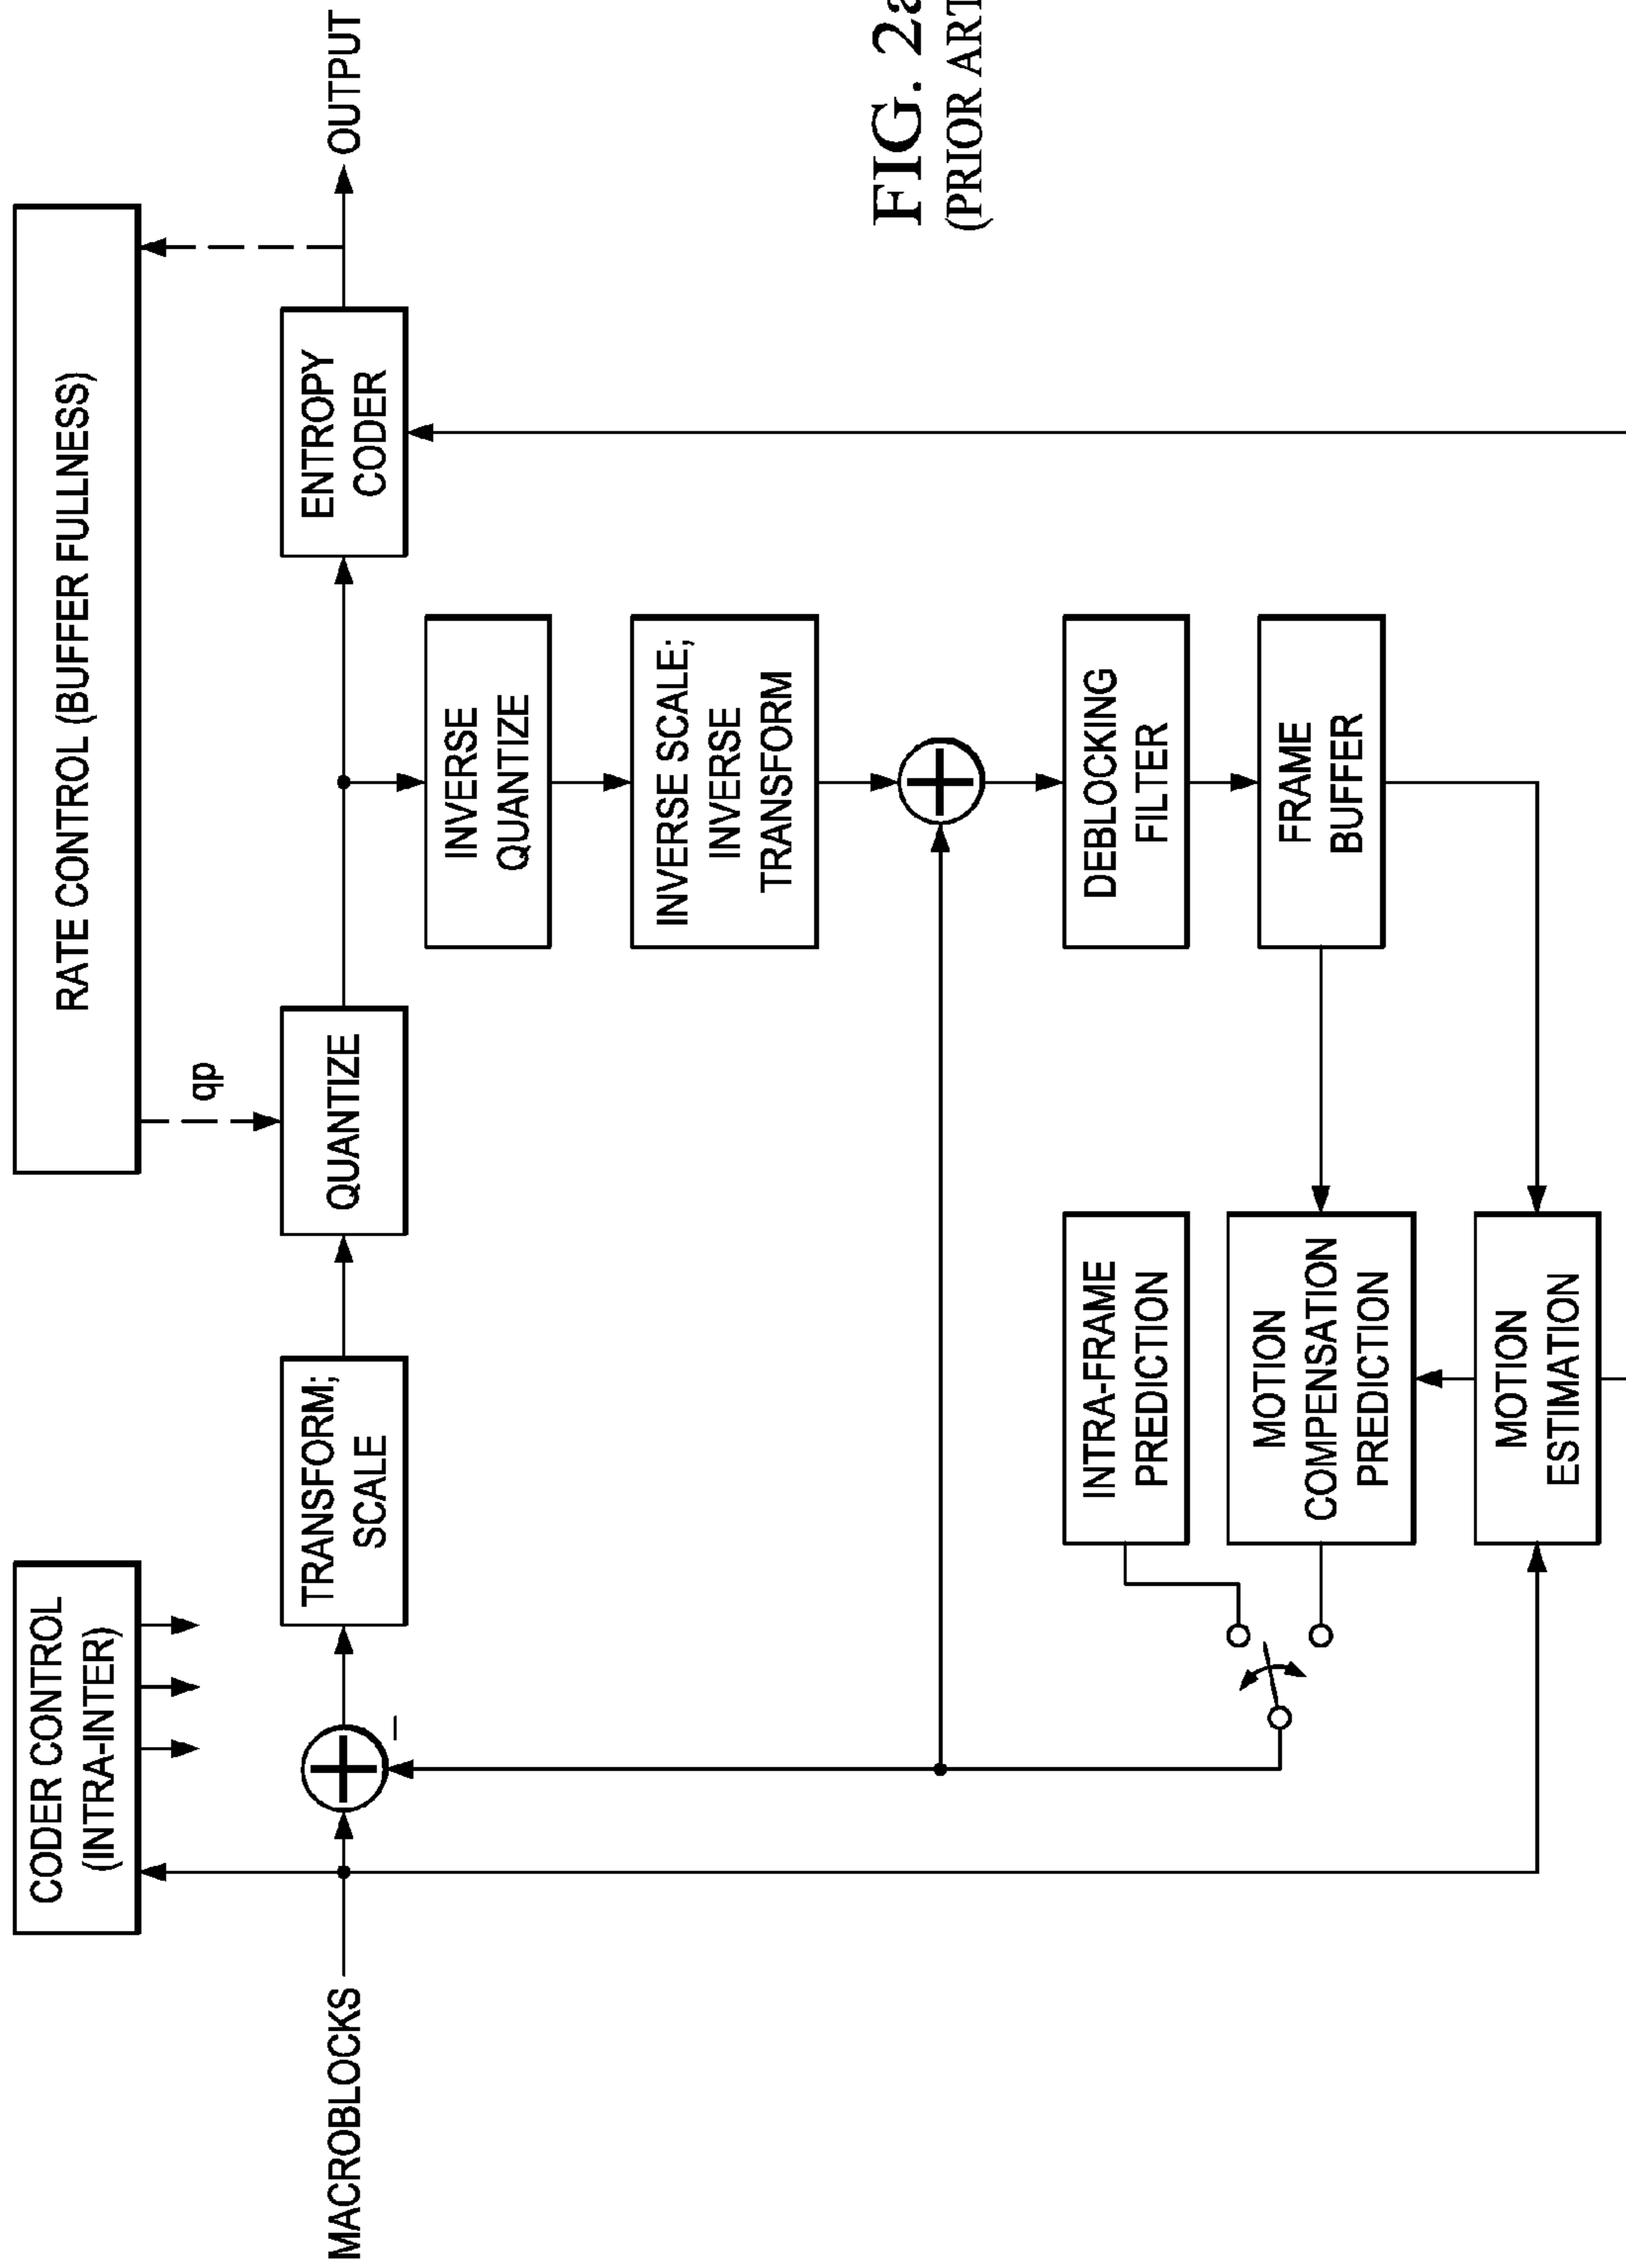 CODER CONTROL
(INTRA-INTER)
RATE CONTROL (BUFFER FULLNESS)
qp
MACROBLOCKS
–
TRANSFORM;
SCALE
QUANTIZE
ENTROPY
CODER
OUTPUT
INVERSE
QUANTIZE
INVERSE SCALE;
INVERSE
TRANSFORM
INTRA-FRAME
PREDICTION
DEBLOCKING
FILTER
MOTION
COMPENSATION
PREDICTION
FRAME
BUFFER
MOTION
ESTIMATION
FIG. 2a
(PRIOR ART